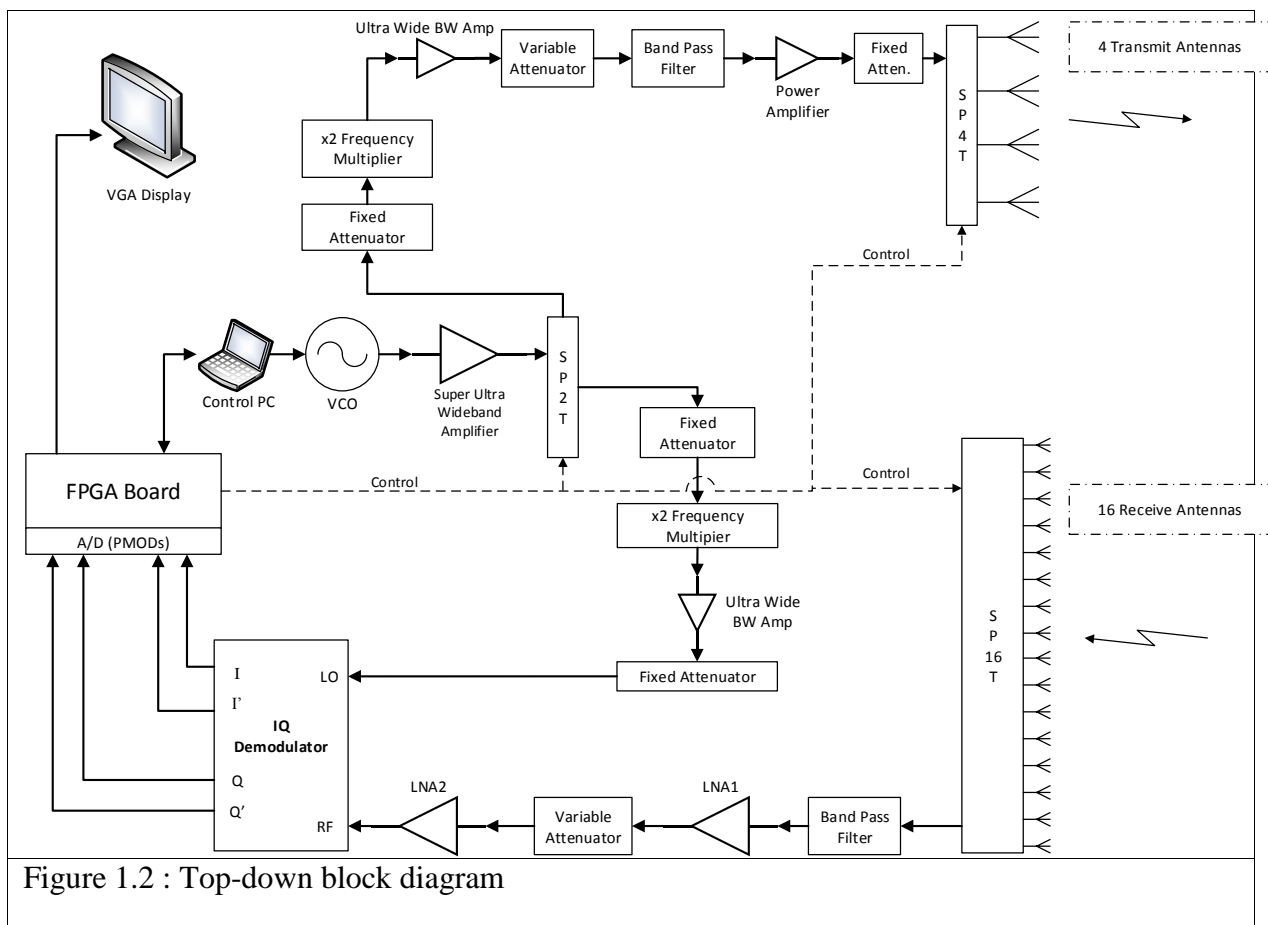 Ultra Wide BW Amp
Variable
Attenuator
Band Pass
Filter
Power
Amplifier
Fixed
Atten.
S
P
4
T
4 Transmit Antennas
x2 Frequency
Multiplier
Fixed
Attenuator
VGA Display
Control
Control PC
VCO
Super Ultra
Wideband
Amplifier
S
P
2
T
Fixed
Attenuator
FPGA Board
A/D (PMODs)
Control
Control
x2 Frequency
Multipier
Ultra Wide
BW Amp
Fixed Attenuator
16 Receive Antennas
S
P
16
T
I
I'
IQ
Demodulator
Q
Q’
LO
RF
LNA2
Variable
Attenuator
LNA1
Band Pass
Filter
Figure 1.2 : Top-down block diagram